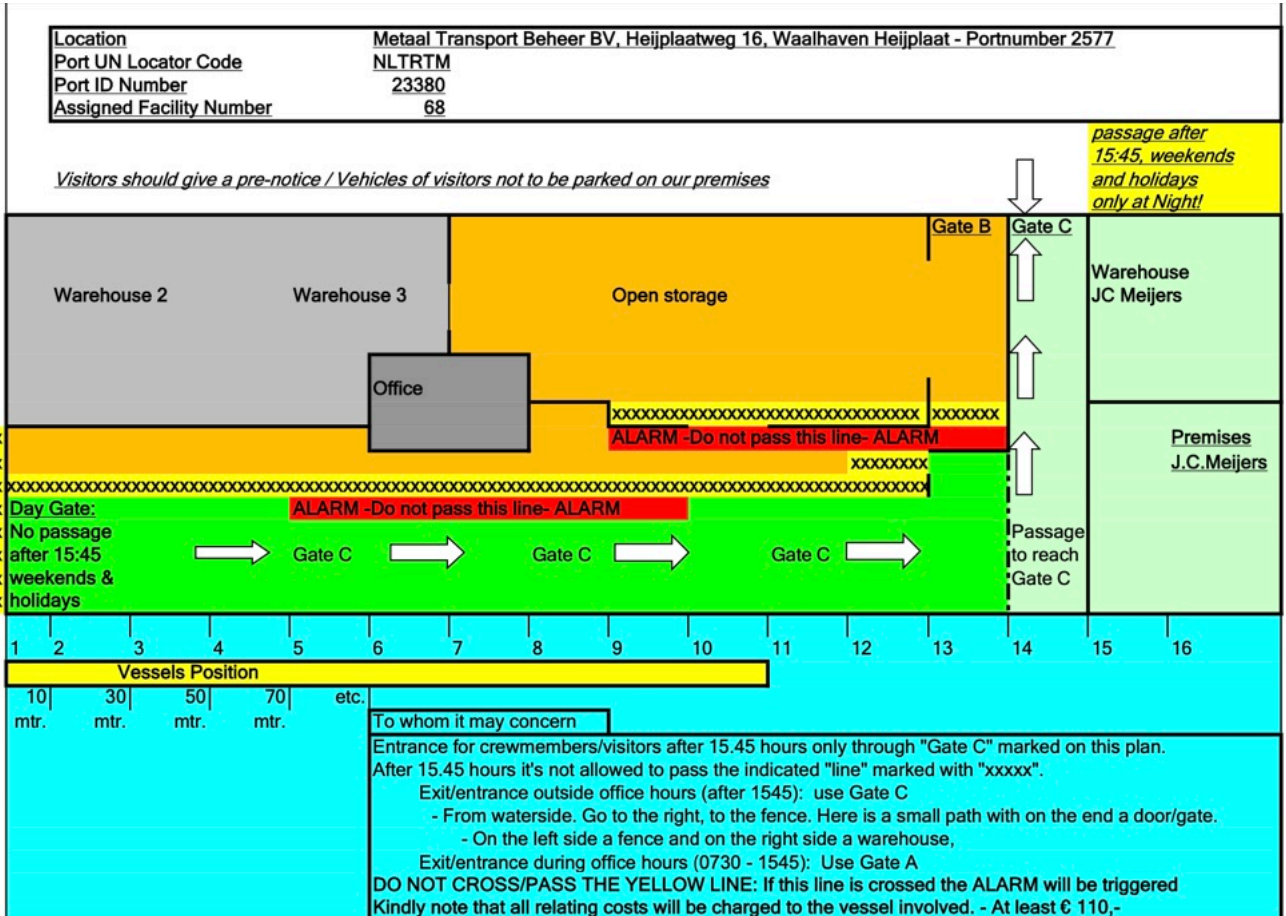 Location Metaal Transport Beheer BV, Heijplaatweg 16, Waalhaven Heijplaat - Portnumber 2577
Port UN Locator Code NLTRTM
Port ID Number 23380
Assigned Facility Number 68
passage after
15:45, weekends
and holidays
only at Night!
Visitors should give a pre-notice / Vehicles of visitors not to be parked on our premises
Gate B Gate C
Warehouse 2 Warehouse 3 Open storage
Warehouse
JC Meijers
Office
xxxxxxxxxxxxxxxxxxxxxxxxxxxxxxx xxxxxxx
ALARM -Do not pass this line- ALARM
Premises
J.C.Meijers
xxxxxxxx
xxxxxxxxxxxxxxxxxxxxxxxxxxxxxxxxxxxxxxxxxxxxxxxxxxxxxxxxxxxxxxxxxxxxxxxxxxxxxxxxxxxxxxxxxxx
Day Gate:
No passage
after 15:45
weekends &
holidays
ALARM -Do not pass this line- ALARM
Gate C Gate C Gate C
Passage
to reach
Gate C
1 2 3 4 5 6 7 8 9 10 11 12 13 14 15 16
Vessels Position
10 30 50 70 etc.
mtr. mtr. mtr. mtr.
To whom it may concern
Entrance for crewmembers/visitors after 15.45 hours only through "Gate C" marked on this plan.
After 15.45 hours it's not allowed to pass the indicated "line" marked with "xxxxx".
Exit/entrance outside office hours (after 1545): use Gate C
- From waterside. Go to the right, to the fence. Here is a small path with on the end a door/gate.
- On the left side a fence and on the right side a warehouse,
Exit/entrance during office hours (0730 - 1545): Use Gate A
DO NOT CROSS/PASS THE YELLOW LINE: If this line is crossed the ALARM will be triggered
Kindly note that all relating costs will be charged to the vessel involved. - At least € 110,-